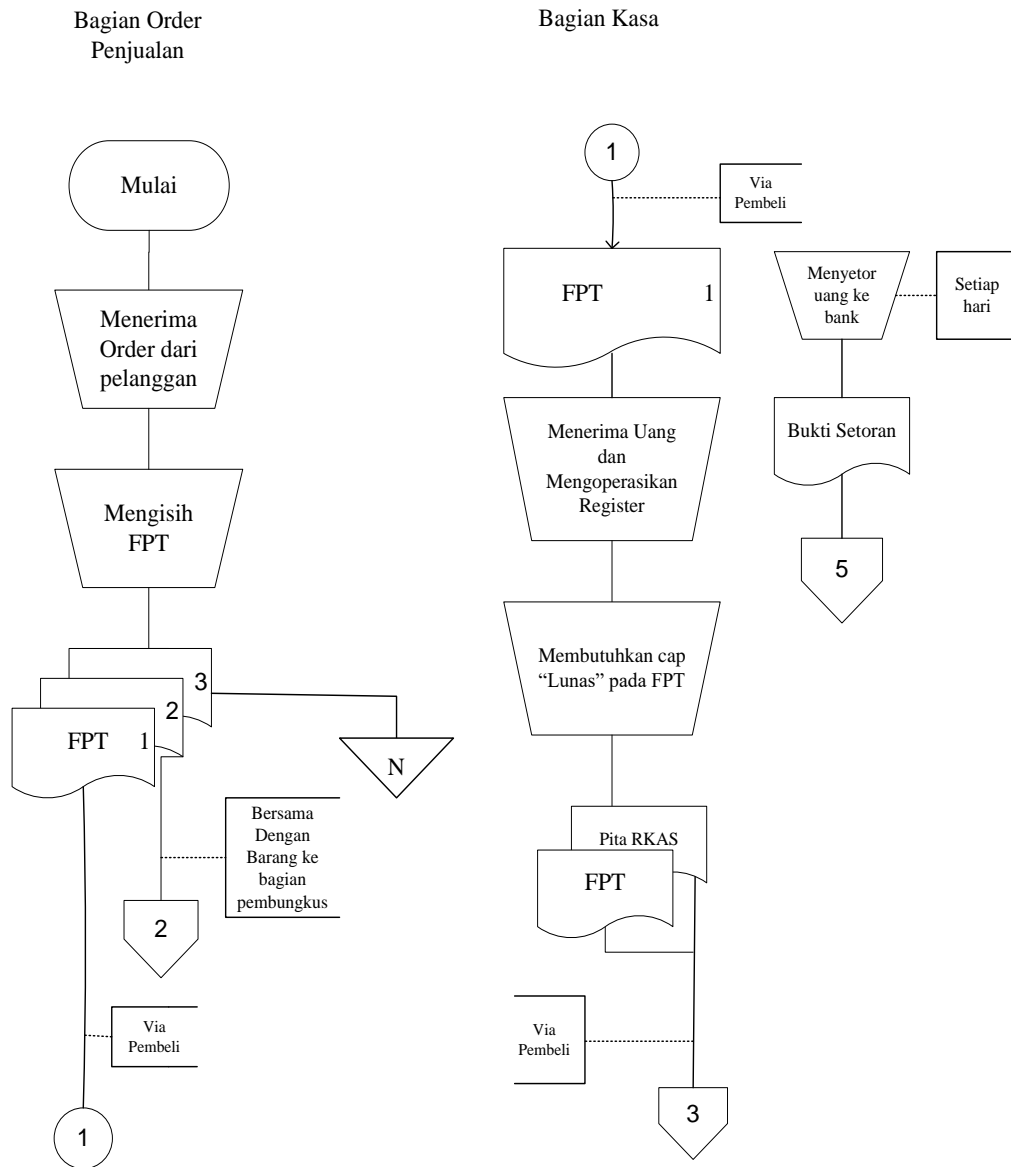 Bagian Order
Penjualan
Mulai
Menerima
Order dari
pelanggan
Mengisih
FPT
3
2
FPT 1
N
Bersama
Dengan
Barang ke
bagian
pembungkus
2
Via
Pembeli
1
Bagian Kasa
1
Via
Pembeli
FPT 1
Menerima Uang
dan
Mengoperasikan
Register
Membutuhkan cap
“Lunas” pada FPT
Pita RKAS
FPT
Via
Pembeli
3
Menyetor
uang ke
bank
Setiap
hari
Bukti Setoran
5